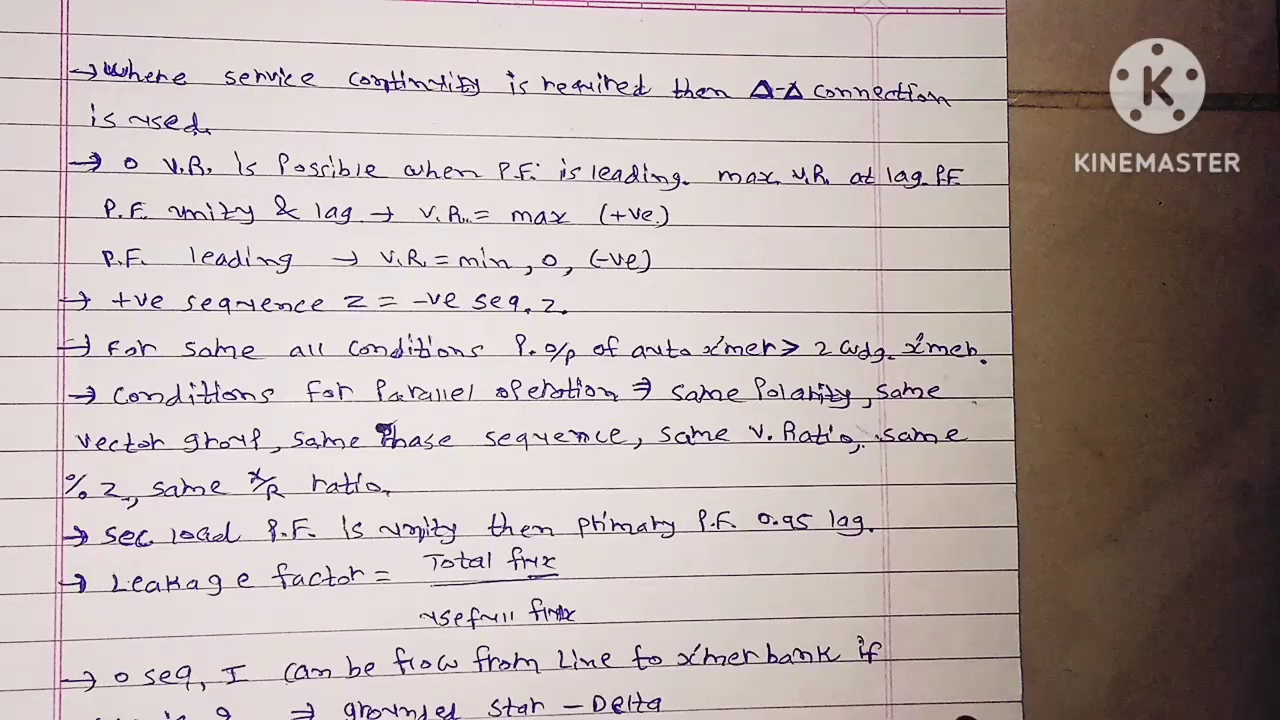 → Where service continuity is required then Δ-Δ connection
is used.
→ 0 V.R. is Possible when P.F. is leading. max. V.R. at lag. P.F.
P.F. unity & lag → V.R. = max (+ve)
P.F. leading → V.R. = min, 0, (-ve)
→ +ve sequence Z = -ve seq. Z.
→ For same all conditions P. o/p of auto x'mer > 2 wdg. x'mer.
→ Conditions for Parallel operation ⇒ same Polarity, same
vector group, same Phase sequence, same V. Ratio, same
% Z, same X/R ratio.
→ Sec. load P.F. is unity then primary P.F. 0.95 lag.
→ Leakage factor = Total flux
usefull flux
→ 0 seq. I can be flow from Line to x'mer bank if
⇒ grounded star - Delta
K
KINEMASTER